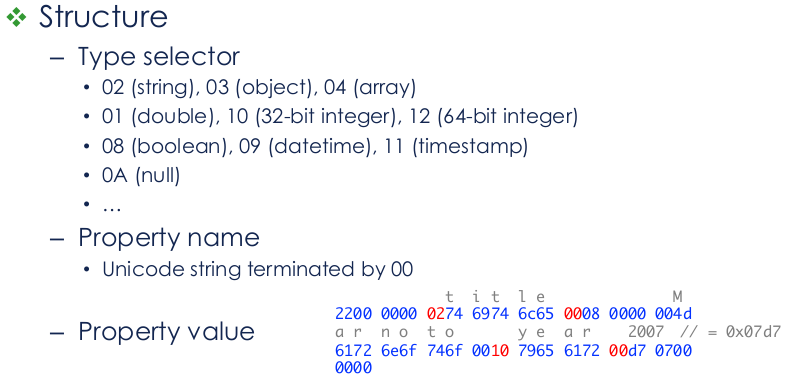 ❖ Structure
– Type selector
• 02 (string), 03 (object), 04 (array)
• 01 (double), 10 (32-bit integer), 12 (64-bit integer)
• 08 (boolean), 09 (datetime), 11 (timestamp)
• 0A (null)
• …
– Property name
• Unicode string terminated by 00
– Property value
t i t l e M
2200 0000 0274 6974 6c65 0008 0000 004d
a r n o t o y e a r 2007 // = 0x07d7
6172 6e6f 746f 0010 7965 6172 00d7 0700
0000